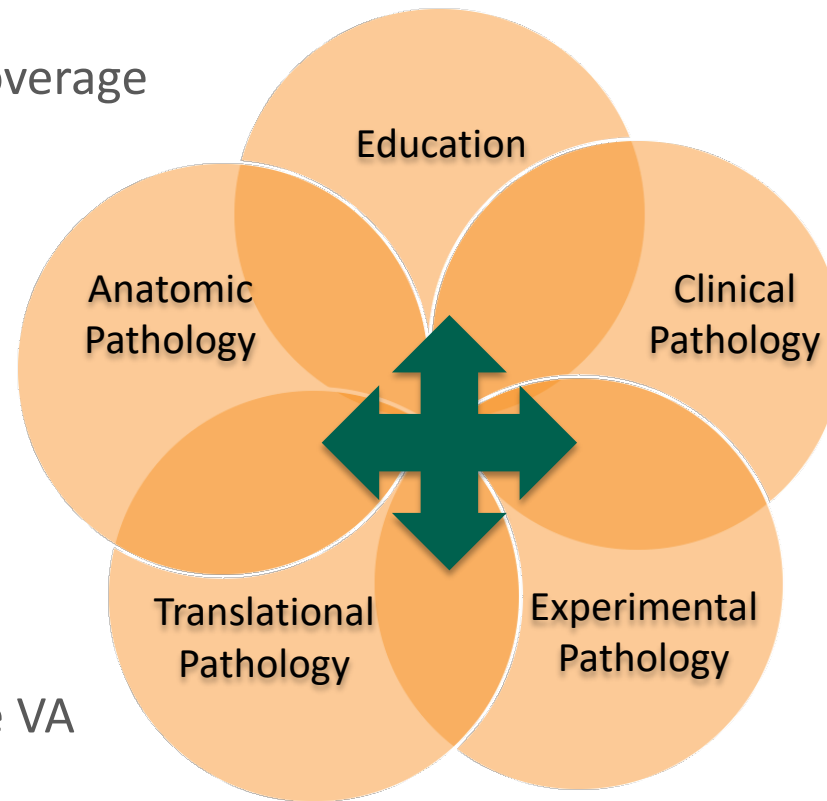 overage
Education
Anatomic
Pathology
Clinical
Pathology
Translational
Pathology
Experimental
Pathology
e VA